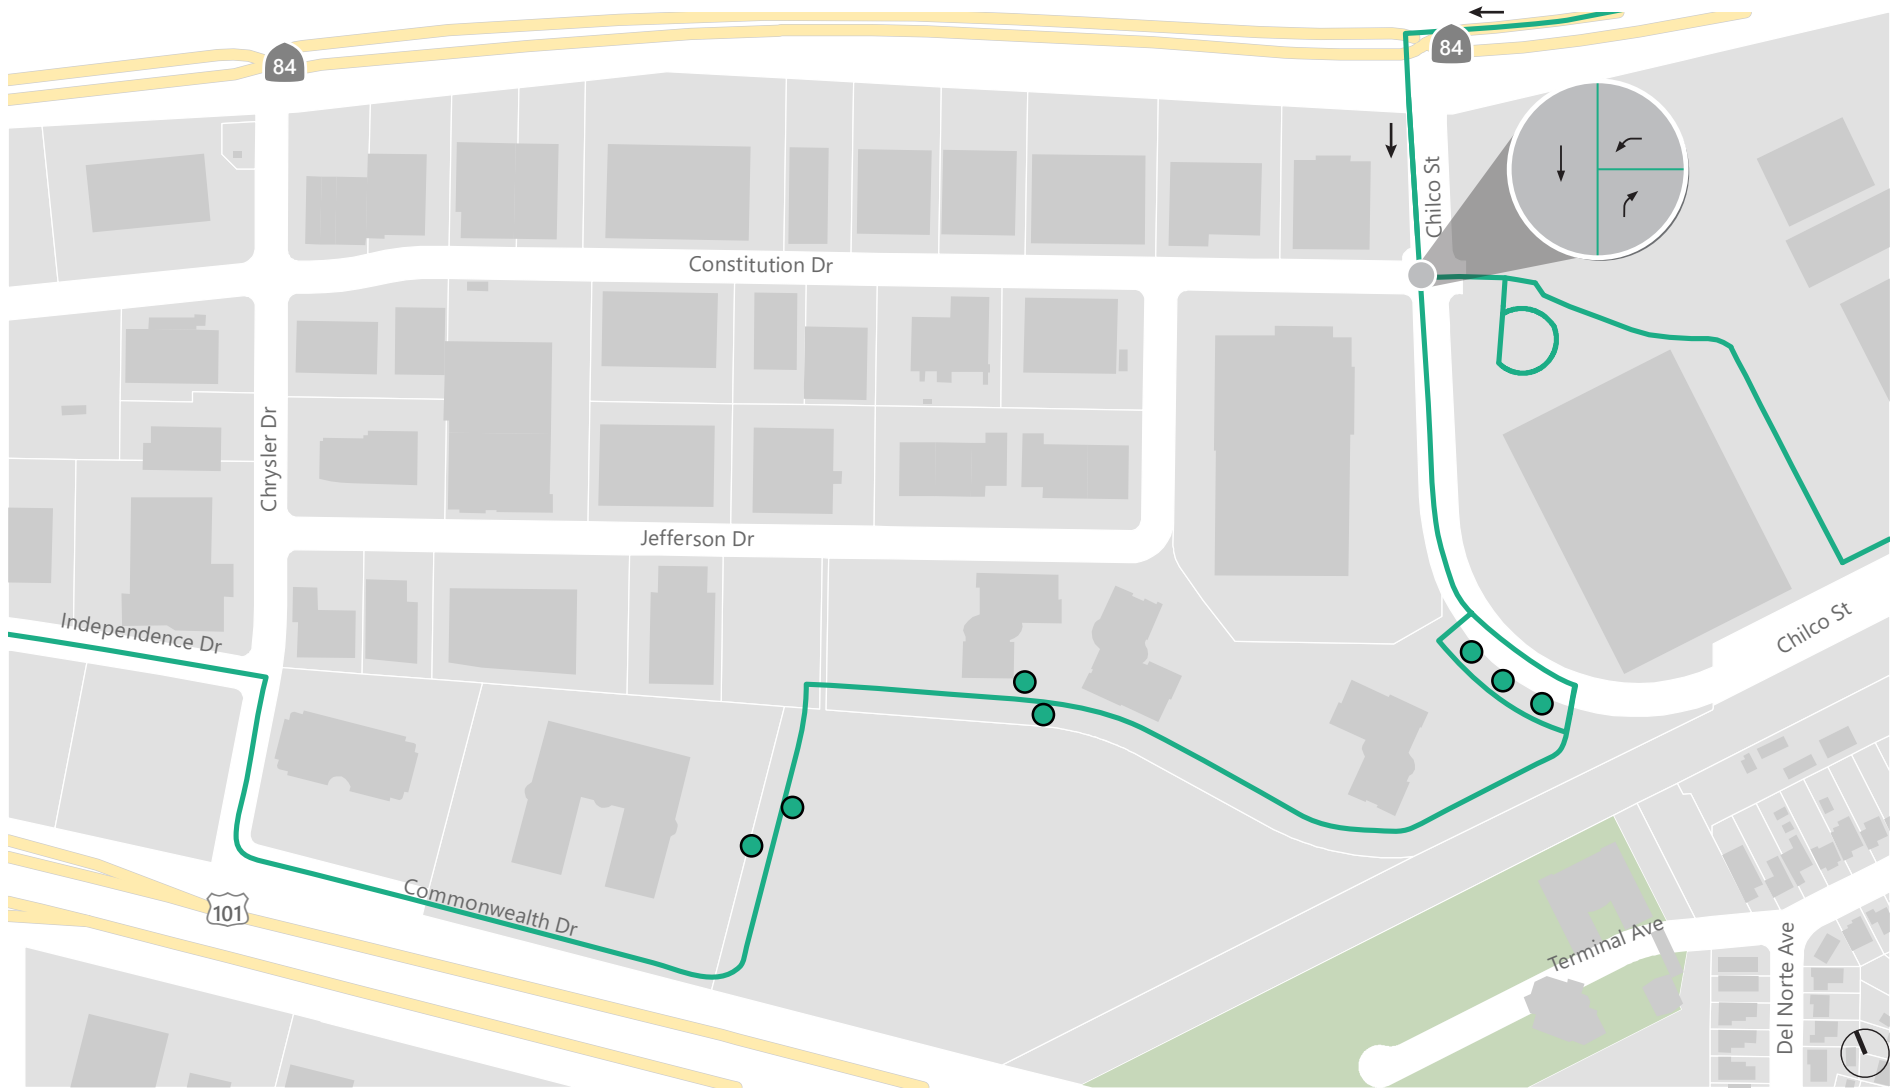 84
84
Chilco St
Constitution Dr
Chrysler Dr
Jefferson Dr
Independence Dr
Chilco St
Commonwealth Dr
101
Terminal Ave
Del Norte Ave